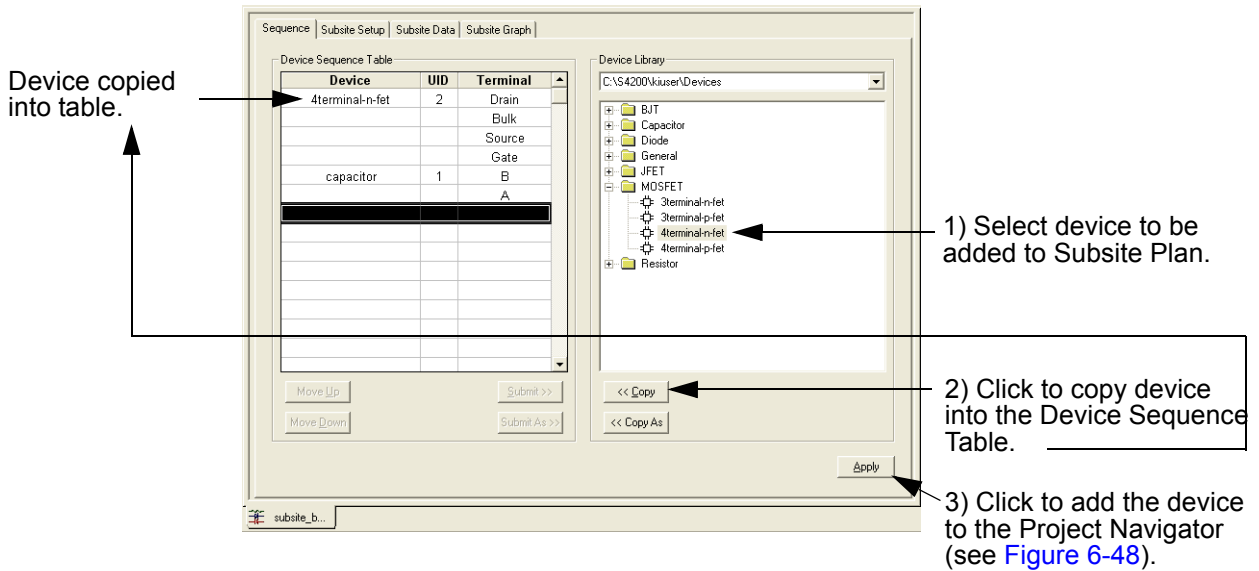 Sequence Subsite Setup Subsite Data Subsite Graph
Device Sequence Table
Device UID Terminal
4terminal-n-fet 2 Drain
Bulk
Source
Gate
capacitor 1 B
A
Move Up Submit >>
Move Down Submit As >>
Device Library
C:\S4200\kiuser\Devices
BJT
Capacitor
Diode
General
JFET
MOSFET
3terminal-n-fet
3terminal-p-fet
4terminal-n-fet
4terminal-p-fet
Resistor
<< Copy
<< Copy As
Apply
subsite_b...
Device copied
into table.
1) Select device to be
added to Subsite Plan.
2) Click to copy device
into the Device Sequence
Table.
3) Click to add the device
to the Project Navigator
(see Figure 6-48).